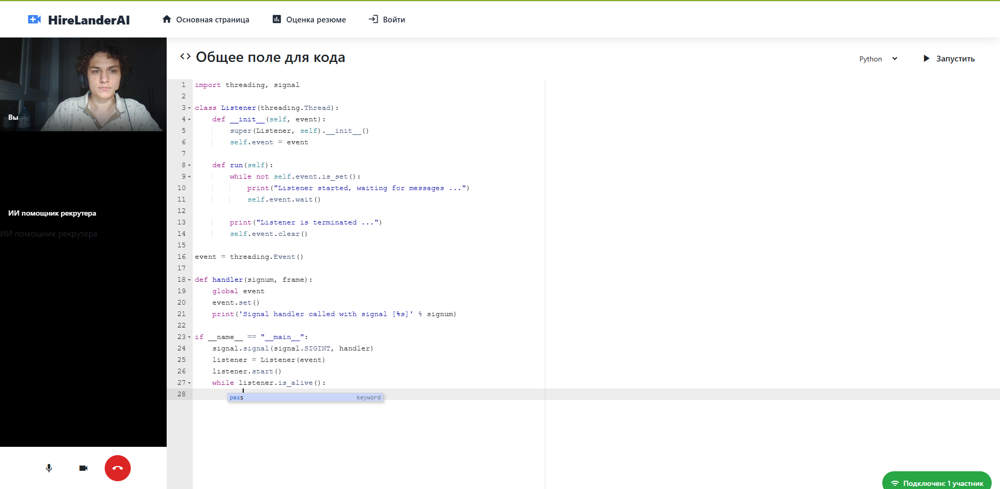 HireLanderAI
Основная страница
Оценка резюме
Войти
Вы
ИИ помощник рекрутера
ИИ помощник рекрутера
<> Общее поле для кода
Python
Запустить
1 import threading, signal
2
3 class Listener(threading.Thread):
4     def __init__(self, event):
5         super(Listener, self).__init__()
6         self.event = event
7
8     def run(self):
9         while not self.event.is_set():
10             print("Listener started, waiting for messages ...")
11             self.event.wait()
12
13         print("Listener is terminated ...")
14         self.event.clear()
15
16 event = threading.Event()
17
18 def handler(signum, frame):
19     global event
20     event.set()
21     print('Signal handler called with signal [%s]' % signum)
22
23 if __name__ == "__main__":
24     signal.signal(signal.SIGINT, handler)
25     listener = Listener(event)
26     listener.start()
27     while listener.is_alive():
28
pass keyword
Подключен: 1 участник